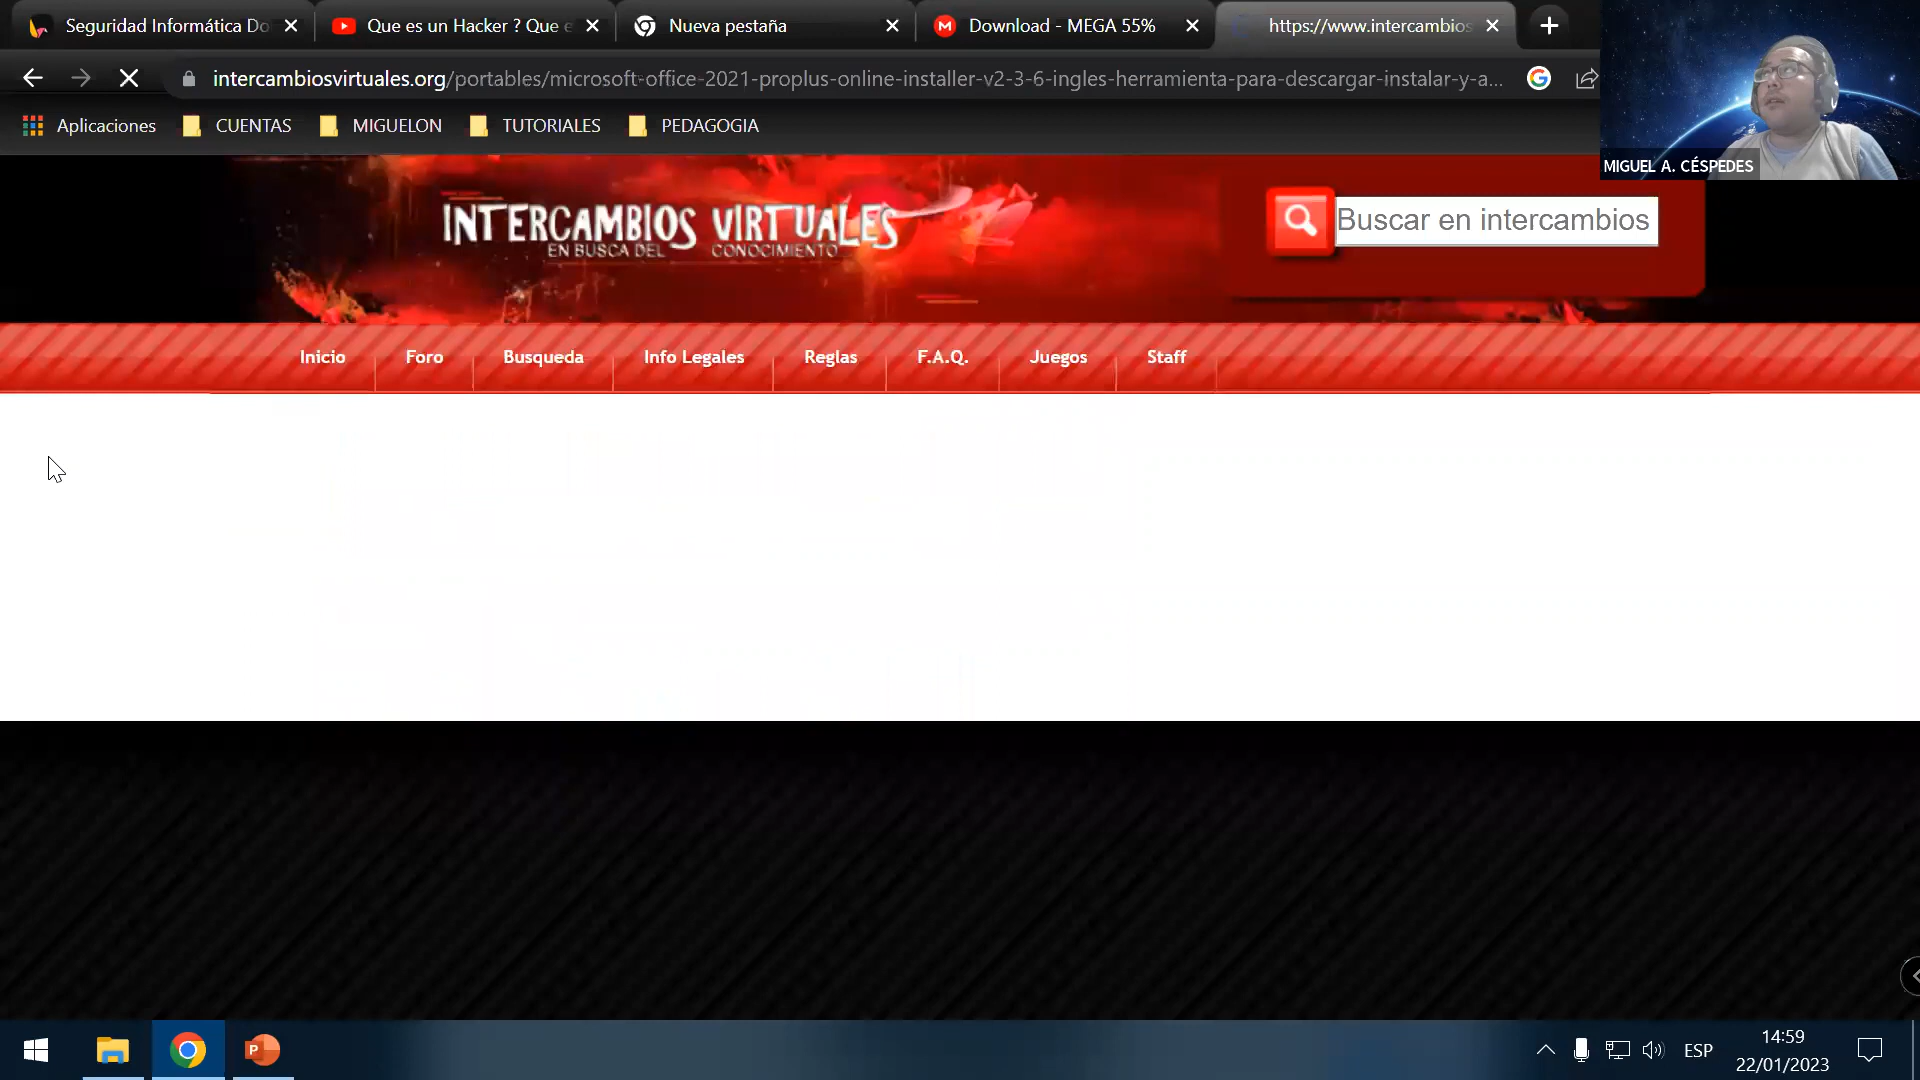 Seguridad Informática Do
Que es un Hacker ? Que e
Nueva pestaña
Download - MEGA 55%
https://www.intercambios
intercambiosvirtuales.org/portables/microsoft-office-2021-proplus-online-installer-v2-3-6-ingles-herramienta-para-descargar-instalar-y-a...
Aplicaciones
CUENTAS
MIGUELON
TUTORIALES
PEDAGOGIA
MIGUEL A. CÉSPEDES
INTERCAMBIOS VIRTUALES
EN BUSCA DEL CONOCIMIENTO
Buscar en intercambios
Inicio
Foro
Busqueda
Info Legales
Reglas
F.A.Q.
Juegos
Staff
ESP
14:59
22/01/2023